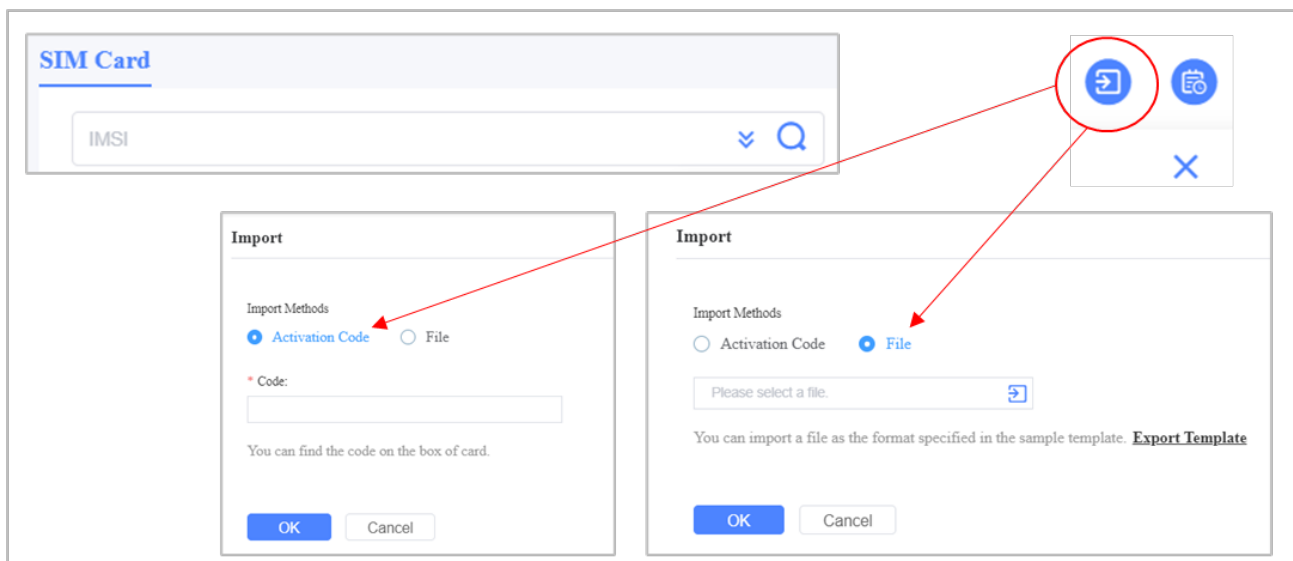 SIM Card
IMSI
Import
Import Methods
Activation Code File
* Code:
You can find the code on the box of card.
OK Cancel
Import
Import Methods
Activation Code File
Please select a file.
You can import a file as the format specified in the sample template. Export Template
OK Cancel